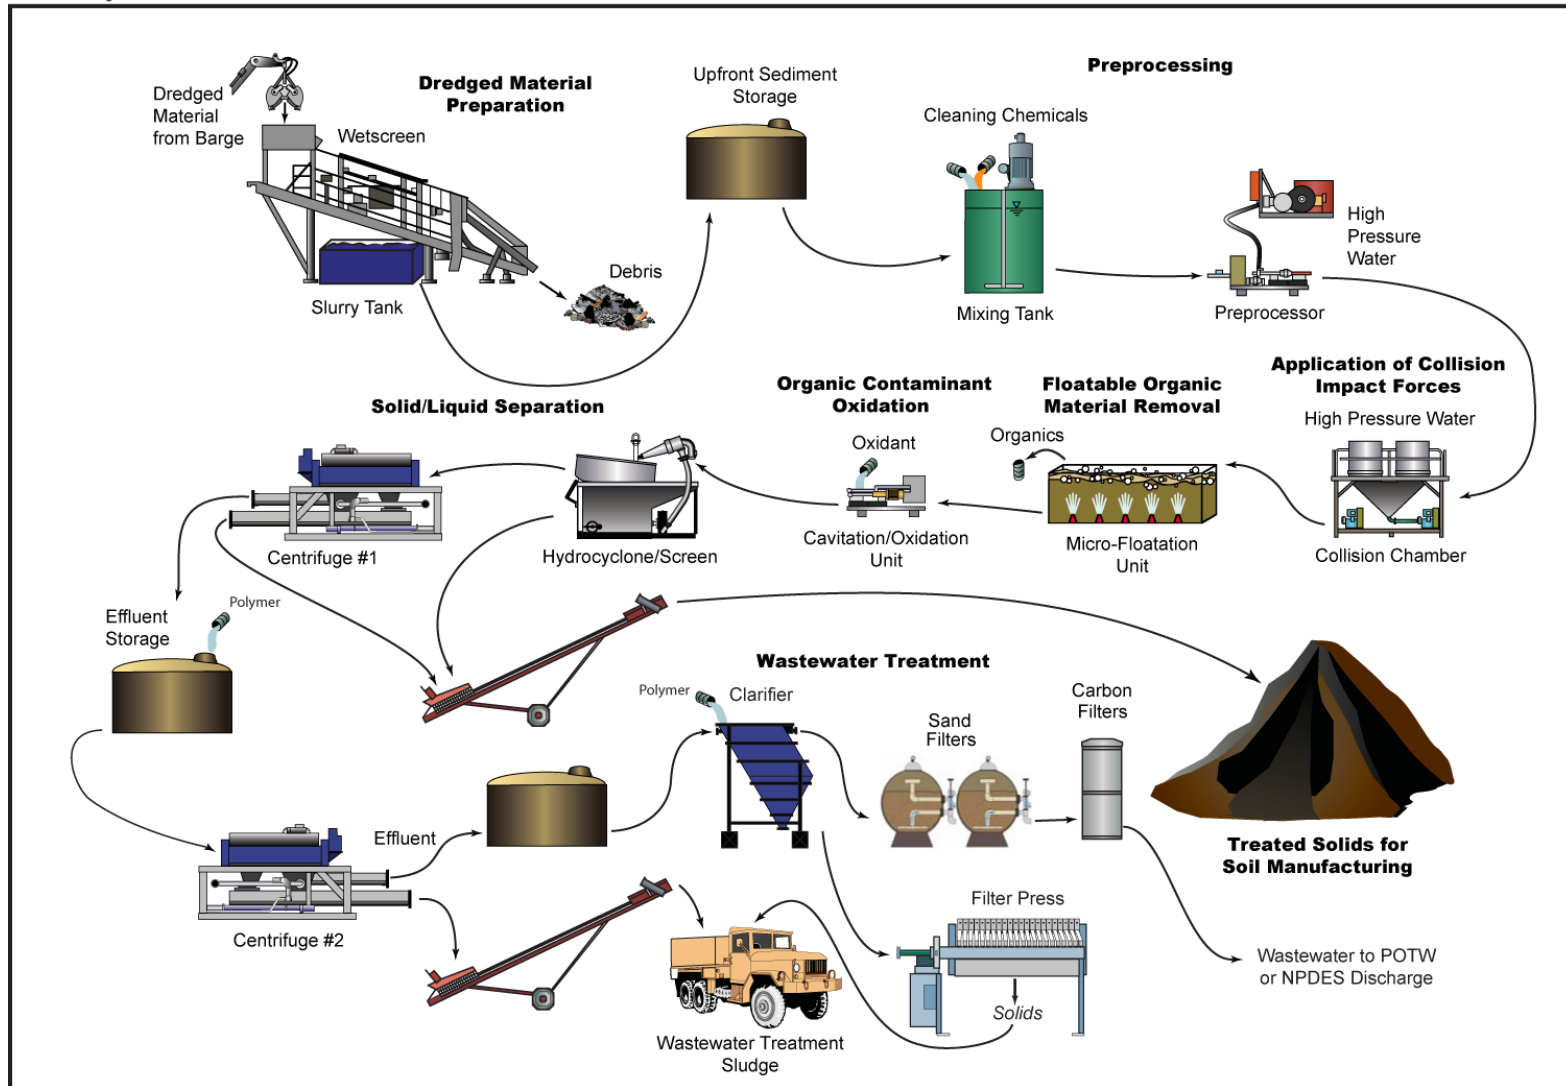 Dredged Material
Preparation
Dredged
Material
from Barge
Wetscreen
Slurry Tank
Debris
Upfront Sediment
Storage
Preprocessing
Cleaning Chemicals
Mixing Tank
High
Pressure
Water
Preprocessor
Application of Collision
Impact Forces
High Pressure Water
Collision Chamber
Floatable Organic
Material Removal
Organics
Micro-Floatation
Unit
Organic Contaminant
Oxidation
Oxidant
Cavitation/Oxidation
Unit
Solid/Liquid Separation
Hydrocyclone/Screen
Centrifuge #1
Effluent
Storage
Polymer
Wastewater Treatment
Polymer
Clarifier
Sand
Filters
Carbon
Filters
Treated Solids for
Soil Manufacturing
Effluent
Centrifuge #2
Filter Press
Solids
Wastewater Treatment
Sludge
Wastewater to POTW
or NPDES Discharge